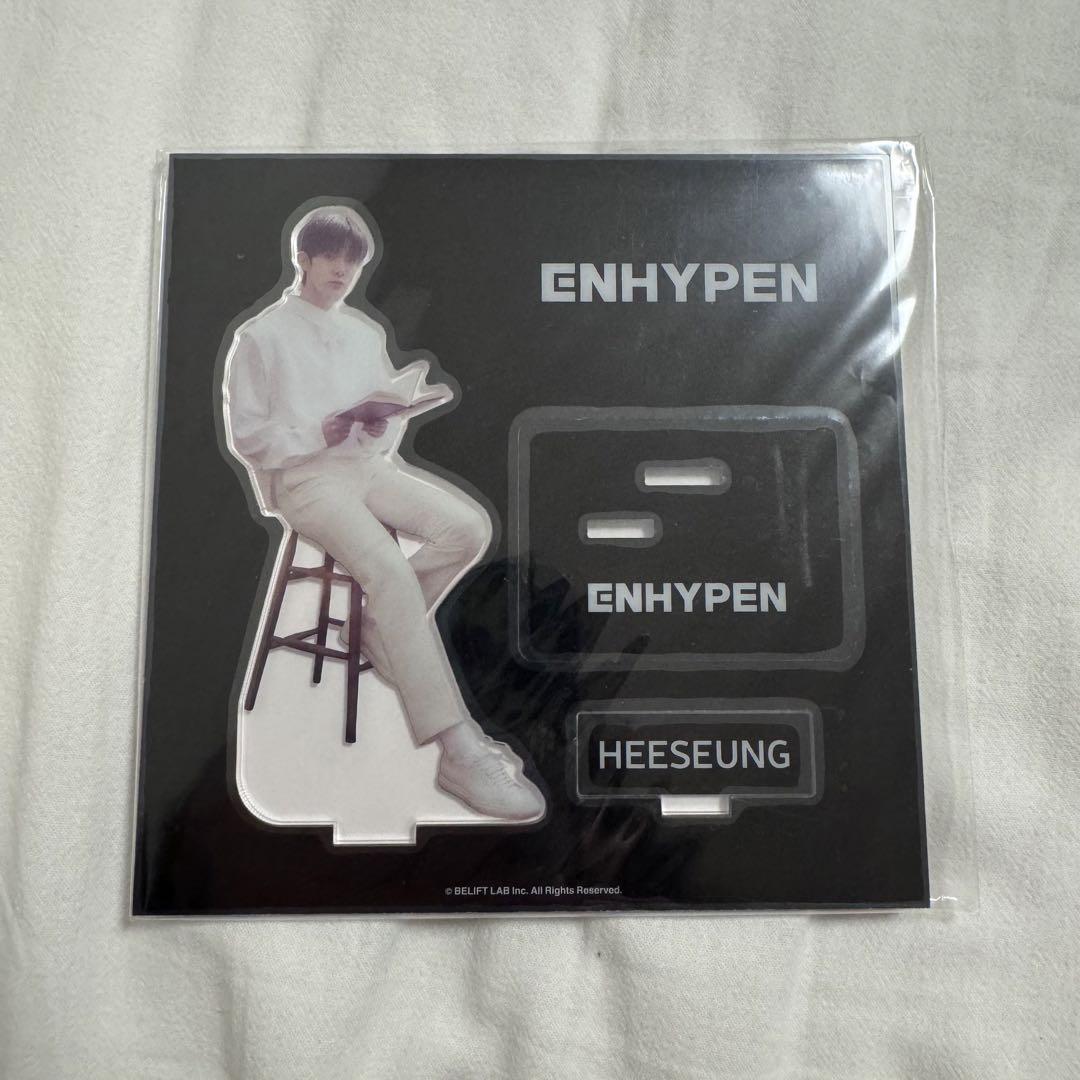 ENHYPEN
ENHYPEN
HEESEUNG
© BELIFT LAB Inc. All Rights Reserved.